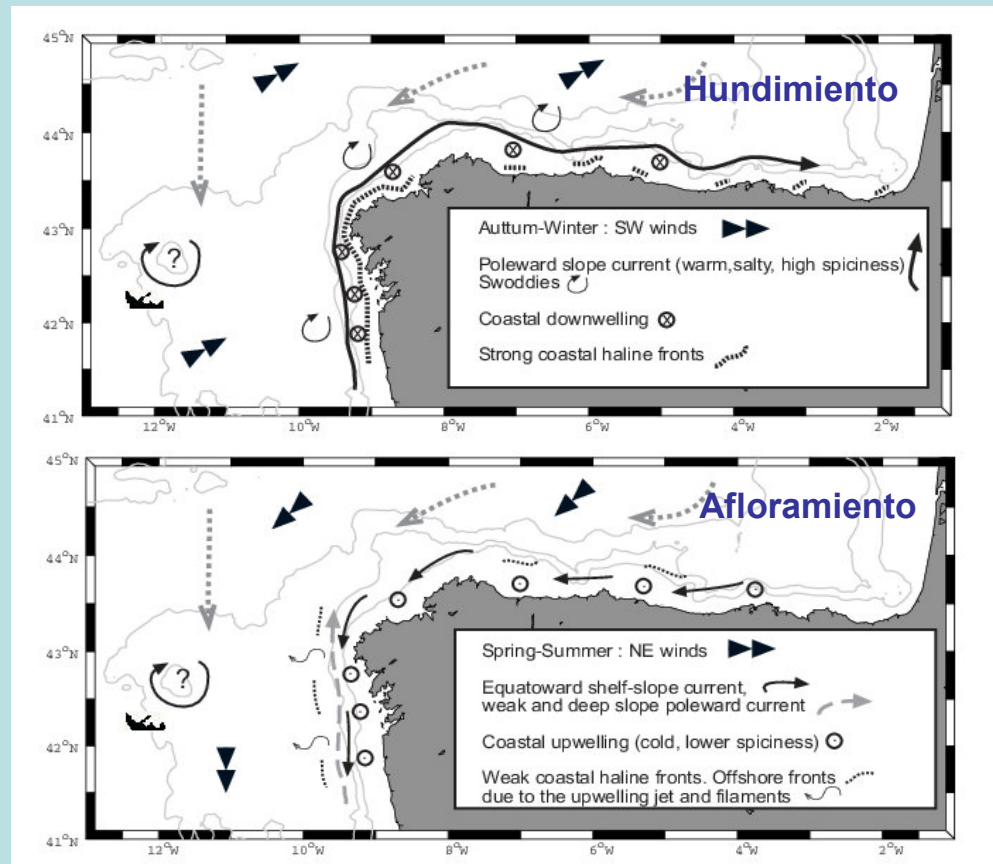 45°N
Hundimiento
44°N
43°N
?
42°N
41°N
12°W 10°W 8°W 6°W 4°W 2°W
Auttum-Winter : SW winds
Poleward slope current (warm,salty, high spiciness)
Swoddies
Coastal downwelling
Strong coastal haline fronts
45°N
Afloramiento
44°N
43°N
?
42°N
41°N
12°W 10°W 8°W 6°W 4°W 2°W
Spring-Summer : NE winds
Equatoward shelf-slope current,
weak and deep slope poleward current
Coastal upwelling (cold, lower spiciness)
Weak coastal haline fronts. Offshore fronts
due to the upwelling jet and filaments